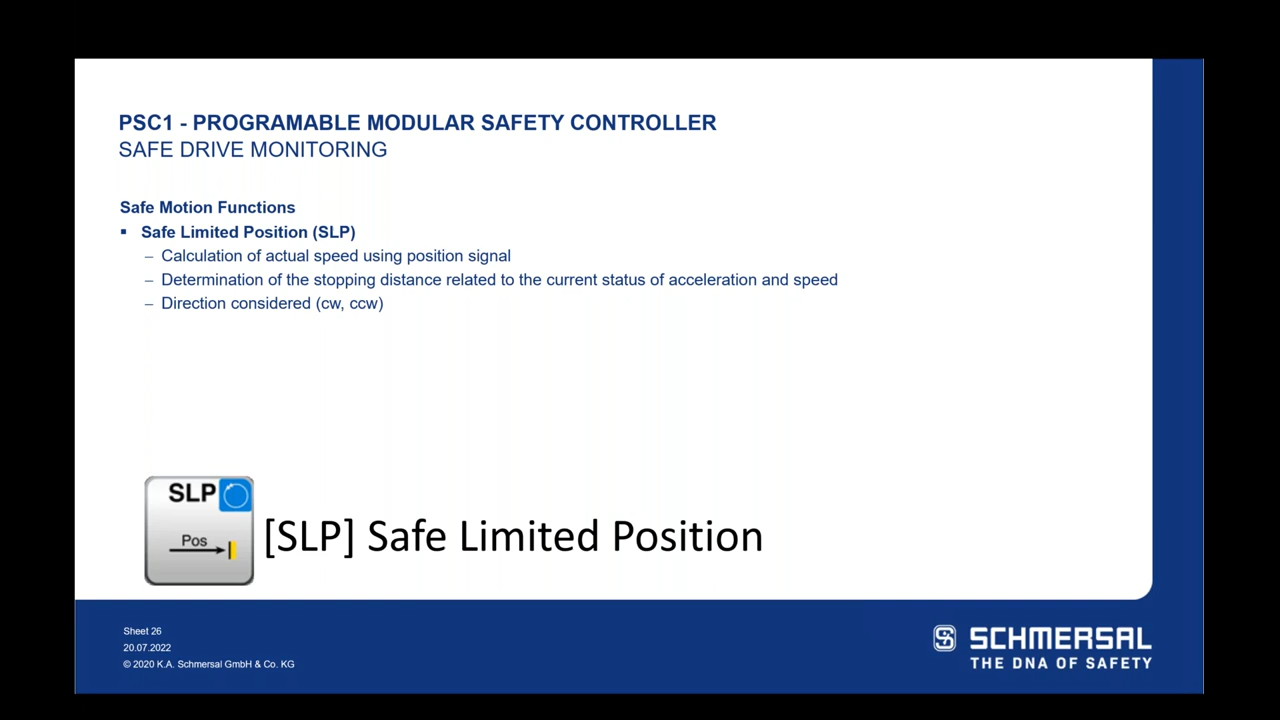 PSC1 - PROGRAMABLE MODULAR SAFETY CONTROLLER
SAFE DRIVE MONITORING
Safe Motion Functions
▪ Safe Limited Position (SLP)
– Calculation of actual speed using position signal
– Determination of the stopping distance related to the current status of acceleration and speed
– Direction considered (cw, ccw)
SLP
Pos
[SLP] Safe Limited Position
Sheet 26
20.07.2022
© 2020 K.A. Schmersal GmbH & Co. KG
SCHMERSAL
THE DNA OF SAFETY